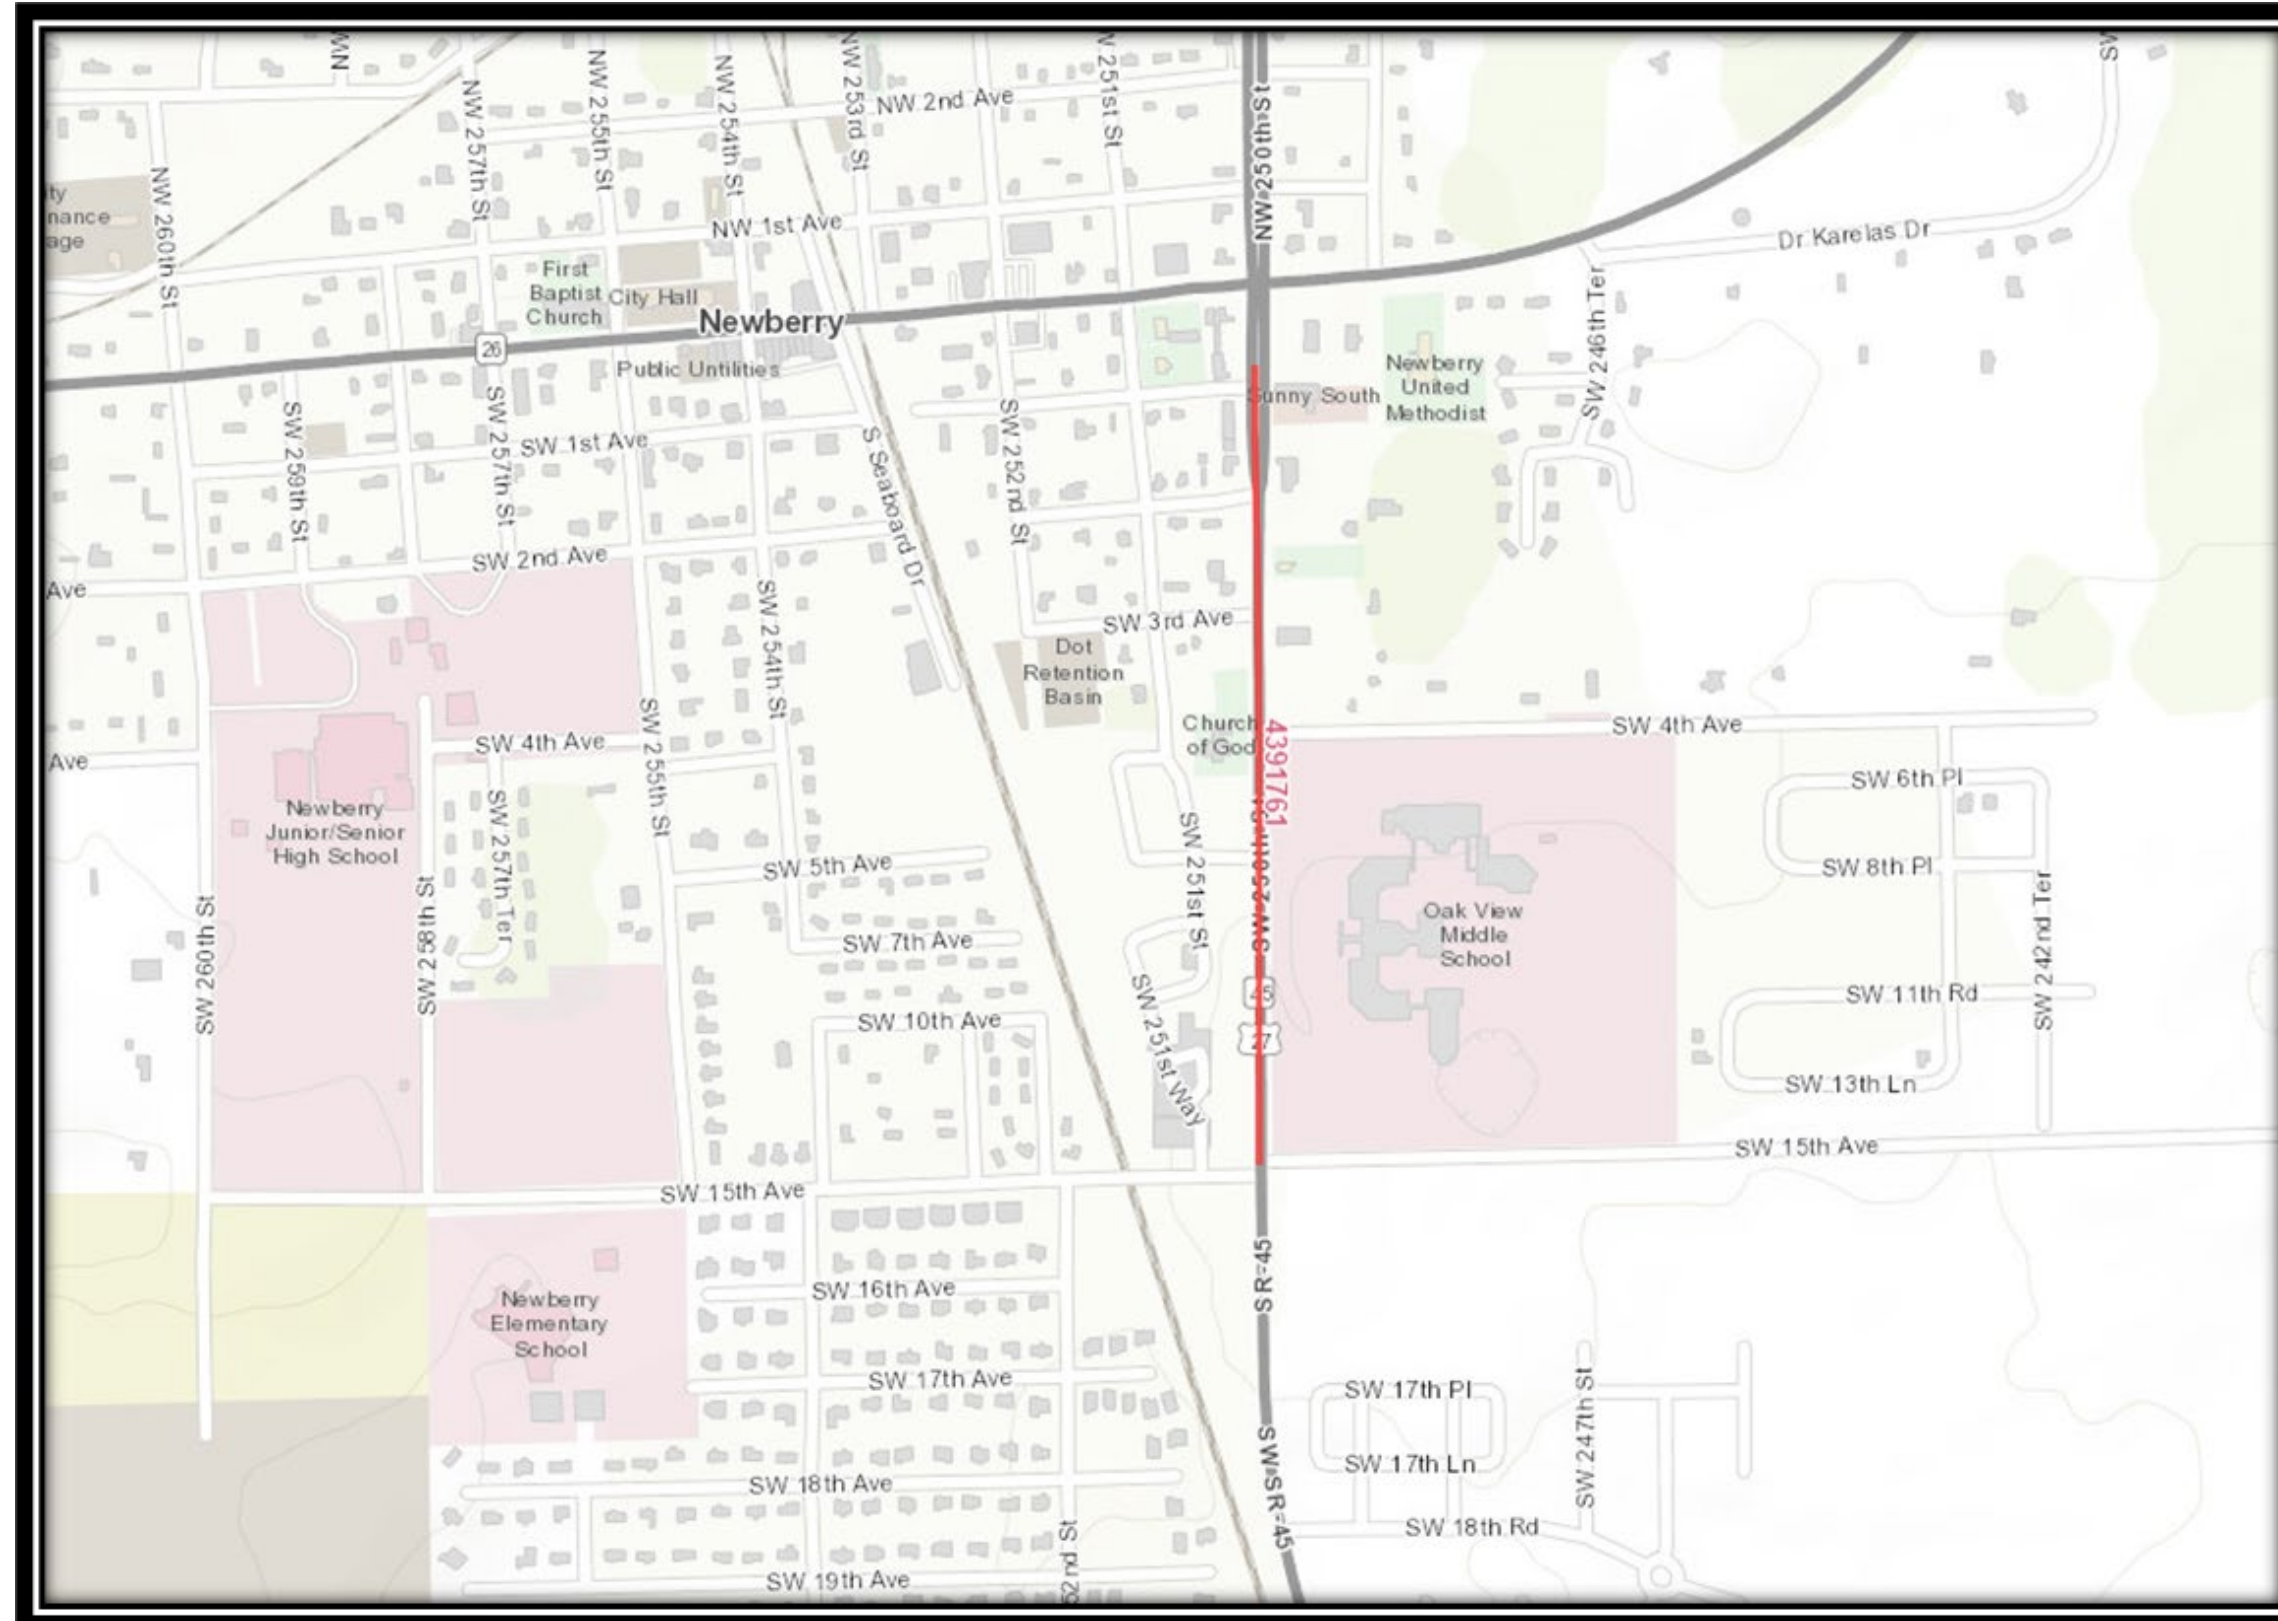 NW 257th St
NW 255th St
NW 254th St
NW 253rd St
NW 2nd Ave
251st St
NW 250th St
NW 260th St
NW 1st Ave
Dr Karelas Dr
First
Baptist
Church
City Hall
Newberry
26
Public Untilities
Newberry
United
Methodist
Sunny South
SW 246th Ter
SW 259th St
SW 257th St
SW 1st Ave
S Seaboard Dr
SW 252nd St
SW 2nd Ave
Ave
SW 254th St
SW 3rd Ave
Dot
Retention
Basin
Church
of God
4391761
SW 4th Ave
SW 255th St
SW 4th Ave
Ave
Newberry
Junior/Senior
High School
SW 257th Ter
SW 258th St
SW 260th St
SW 5th Ave
SW 7th Ave
SW 10th Ave
SW 251st St
SW 251st Way
SW 250th St
45
27
Oak View
Middle
School
SW 6th Pl
SW 8th Pl
SW 242nd Ter
SW 11th Rd
SW 13th Ln
SW 15th Ave
SW 15th Ave
SR-45
Newberry
Elementary
School
SW 16th Ave
SW 17th Ave
SW 18th Ave
SW 19th Ave
SW SR-45
SW 17th Pl
SW 17th Ln
SW 18th Rd
SW 247th St